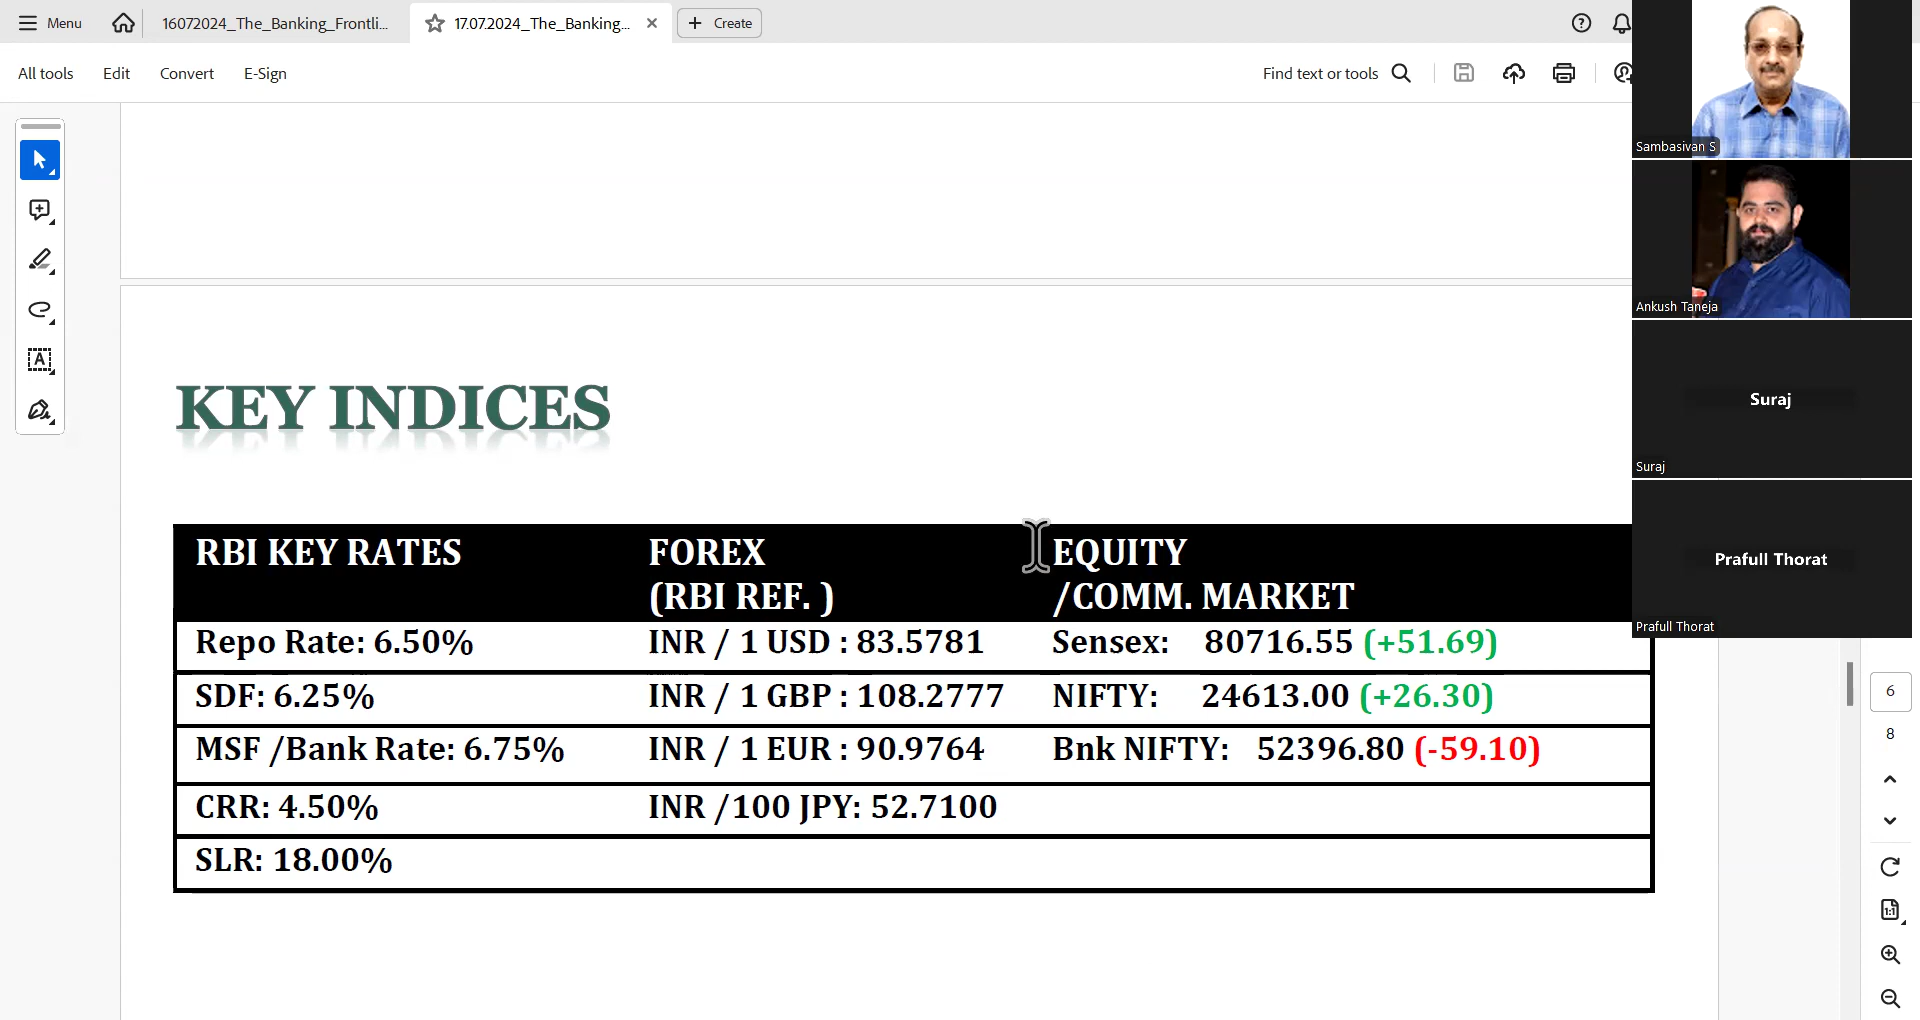 Menu
16072024_The_Banking_Frontli...
17.07.2024_The_Banking...
Create
All tools
Edit
Convert
E-Sign
Find text or tools
Sambasivan S
Ankush Taneja
Suraj
Suraj
Prafull Thorat
Prafull Thorat
KEY INDICES
RBI KEY RATES FOREX EQUITY
(RBI REF. ) /COMM. MARKET
Repo Rate: 6.50% INR / 1 USD : 83.5781 Sensex: 80716.55 (+51.69)
SDF: 6.25% INR / 1 GBP : 108.2777 NIFTY: 24613.00 (+26.30)
MSF /Bank Rate: 6.75% INR / 1 EUR : 90.9764 Bnk NIFTY: 52396.80 (-59.10)
CRR: 4.50% INR /100 JPY: 52.7100
SLR: 18.00%
6
8